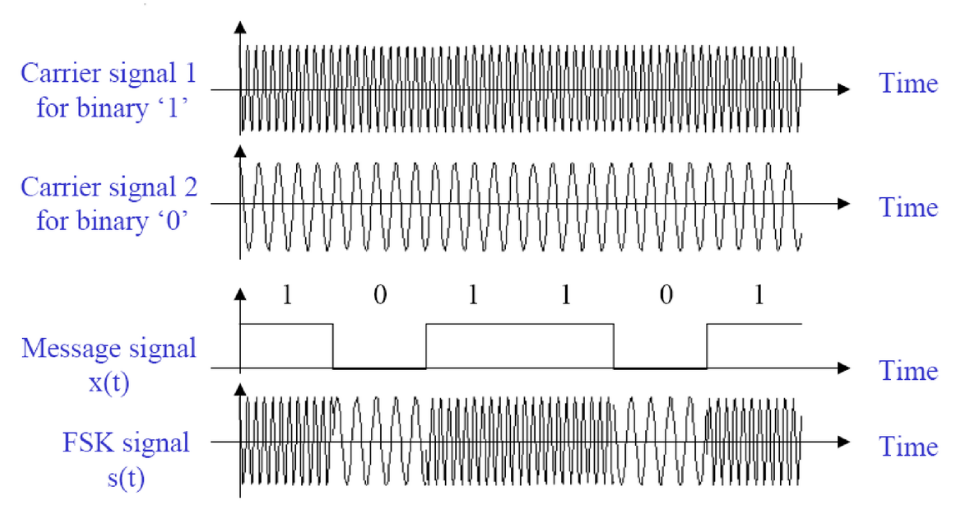 Carrier signal 1
for binary ‘1’
Time
Carrier signal 2
for binary ‘0’
Time
1 0 1 1 0 1
Message signal
x(t)
Time
FSK signal
s(t)
Time